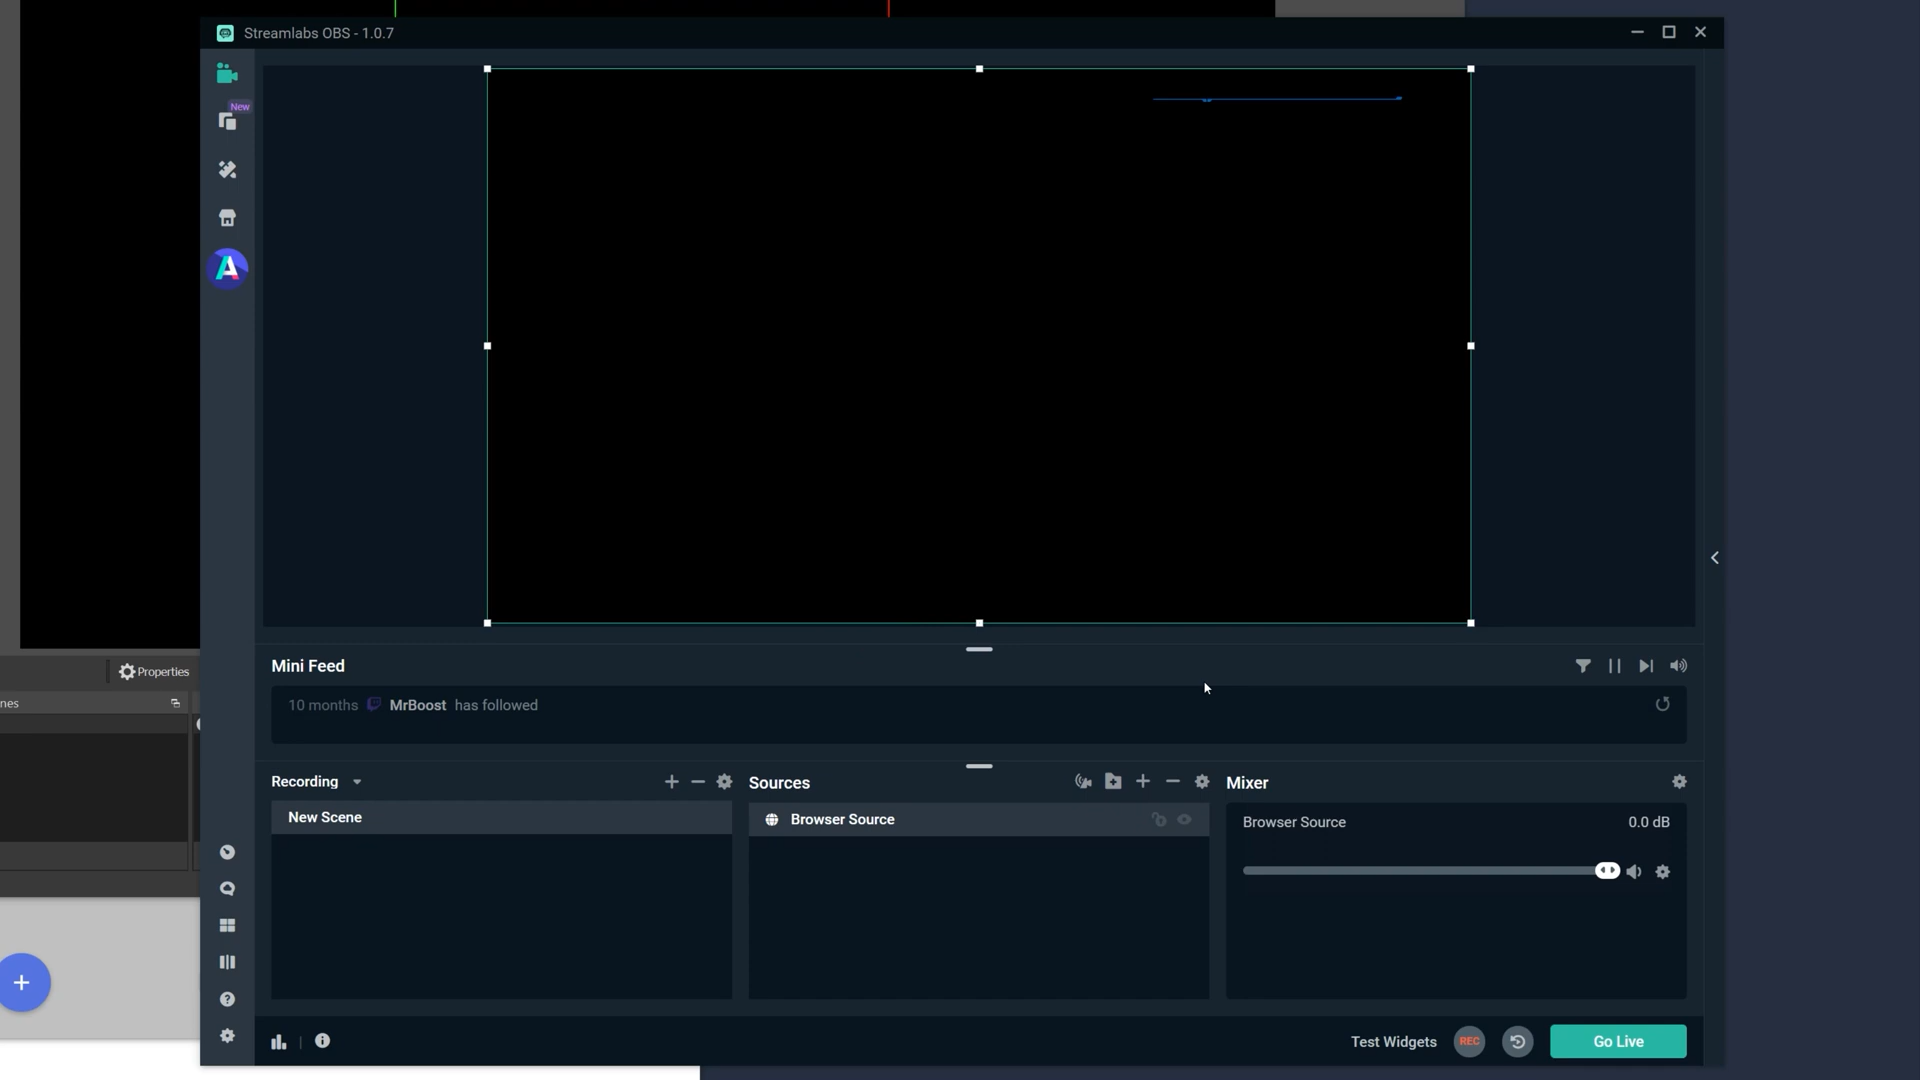 Streamlabs OBS - 1.0.7
New
Properties
nes
Mini Feed
10 months MrBoost has followed
Recording
Sources
Mixer
New Scene
Browser Source
Browser Source 0.0 dB
Test Widgets
REC
Go Live